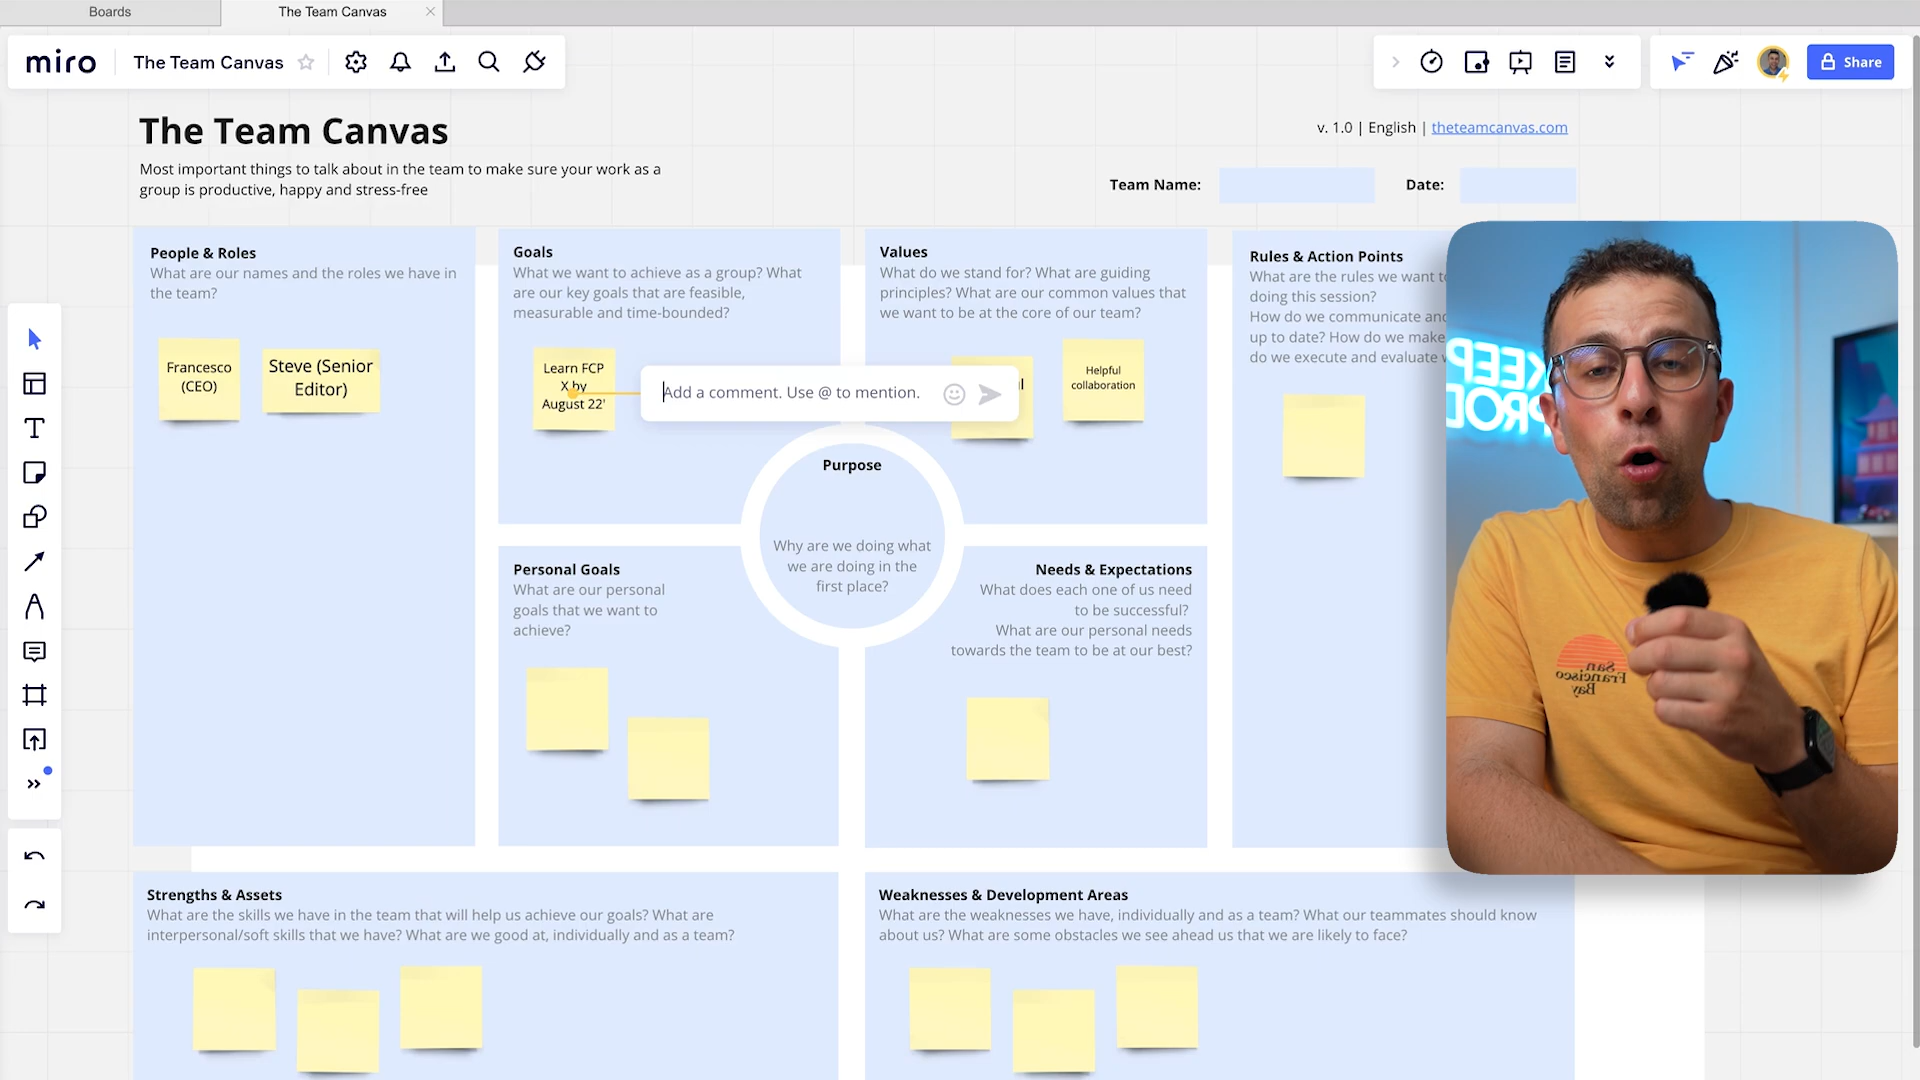 Boards
The Team Canvas
miro
The Team Canvas
Share
The Team Canvas
Most important things to talk about in the team to make sure your work as a
group is productive, happy and stress-free
v. 1.0 | English | theteamcanvas.com
Team Name:
Date:
People & Roles
What are our names and the roles we have in
the team?
Francesco
(CEO)
Steve (Senior
Editor)
Goals
What we want to achieve as a group? What
are our key goals that are feasible,
measurable and time-bounded?
Learn FCP
X by
August 22'
Add a comment. Use @ to mention.
Values
What do we stand for? What are guiding
principles? What are our common values that
we want to be at the core of our team?
Helpful
collaboration
Rules & Action Points
What are the rules we want
doing this session?
How do we communicate
up to date? How do we make
do we execute and evaluate
KEEP
PROD
San
Francisco
Bay
Purpose
Why are we doing what
we are doing in the
first place?
Personal Goals
What are our personal
goals that we want to
achieve?
Needs & Expectations
What does each one of us need
to be successful?
What are our personal needs
towards the team to be at our best?
Strengths & Assets
What are the skills we have in the team that will help us achieve our goals? What are
interpersonal/soft skills that we have? What are we good at, individually and as a team?
Weaknesses & Development Areas
What are the weaknesses we have, individually and as a team? What our teammates should know
about us? What are some obstacles we see ahead us that we are likely to face?